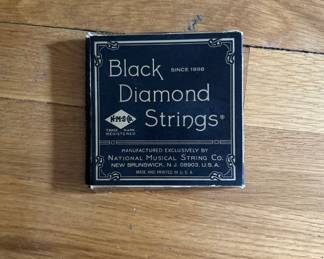 Black
SINCE 1890
Diamond
N.M.S.Co.
Strings®
TRADE MARK
REGISTERED
MANUFACTURED EXCLUSIVELY BY
NATIONAL MUSICAL STRING CO.
NEW BRUNSWICK, N.J. 08903, U.S.A.
MADE AND PRINTED IN U.S.A.